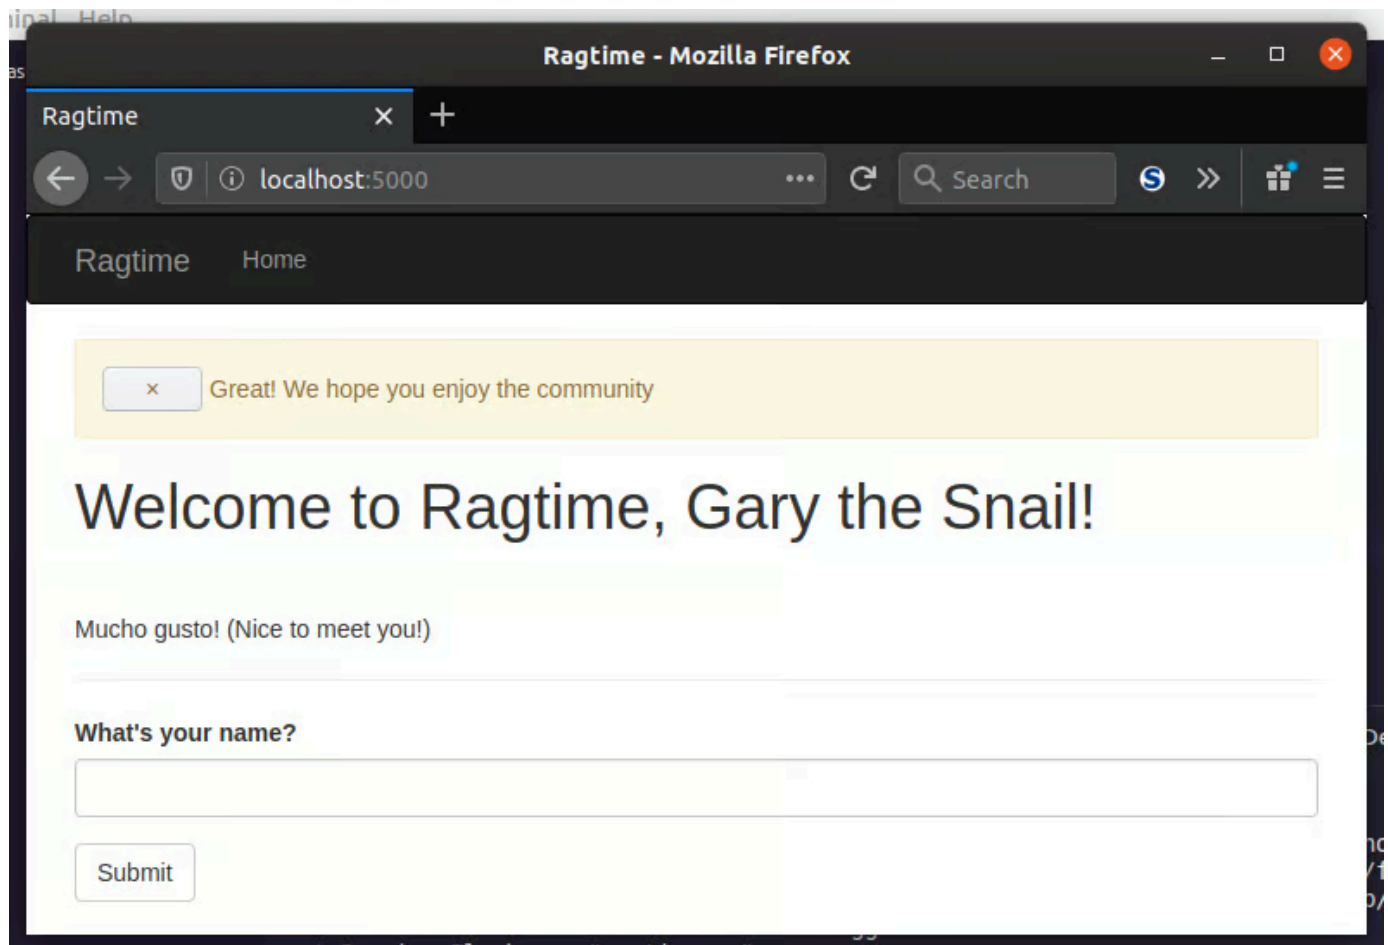 Help
Ragtime - Mozilla Firefox
Ragtime
localhost:5000
Search
Ragtime Home
× Great! We hope you enjoy the community
Welcome to Ragtime, Gary the Snail!
Mucho gusto! (Nice to meet you!)
What's your name?
Submit